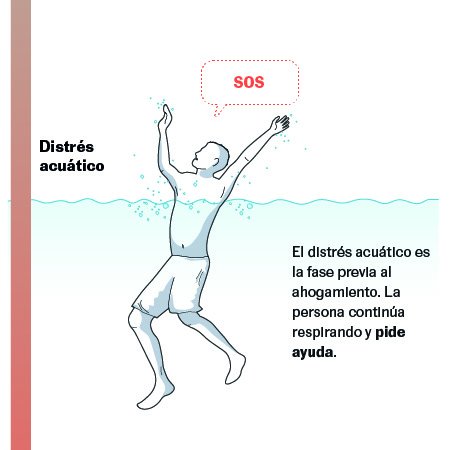 SOS
Distrés
acuático
El distrés acuático es
la fase previa al
ahogamiento. La
persona continúa
respirando y pide
ayuda.